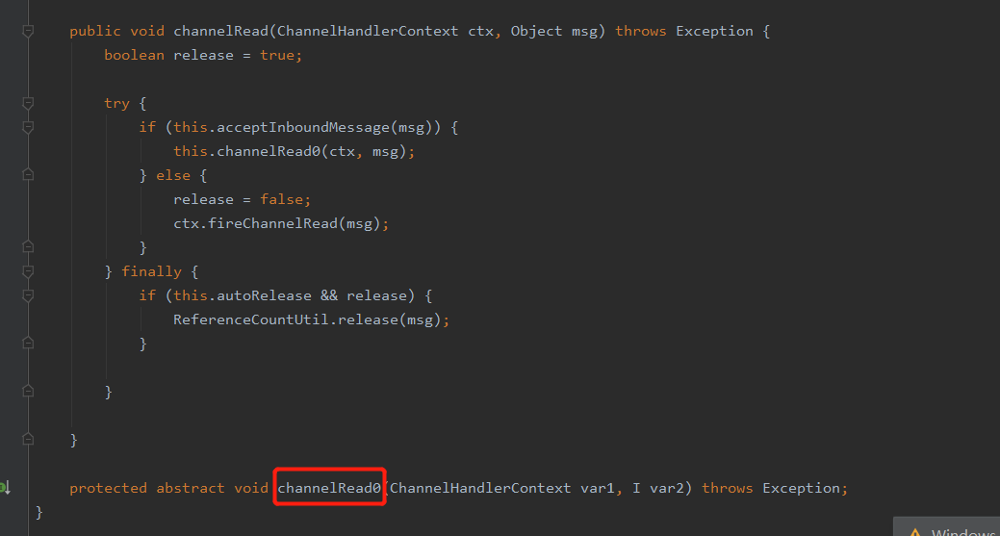 public void channelRead(ChannelHandlerContext ctx, Object msg) throws Exception {
boolean release = true;
try {
if (this.acceptInboundMessage(msg)) {
this.channelRead0(ctx, msg);
} else {
release = false;
ctx.fireChannelRead(msg);
}
} finally {
if (this.autoRelease && release) {
ReferenceCountUtil.release(msg);
}
}
}
protected abstract void channelRead0(ChannelHandlerContext var1, I var2) throws Exception;
}
Windows